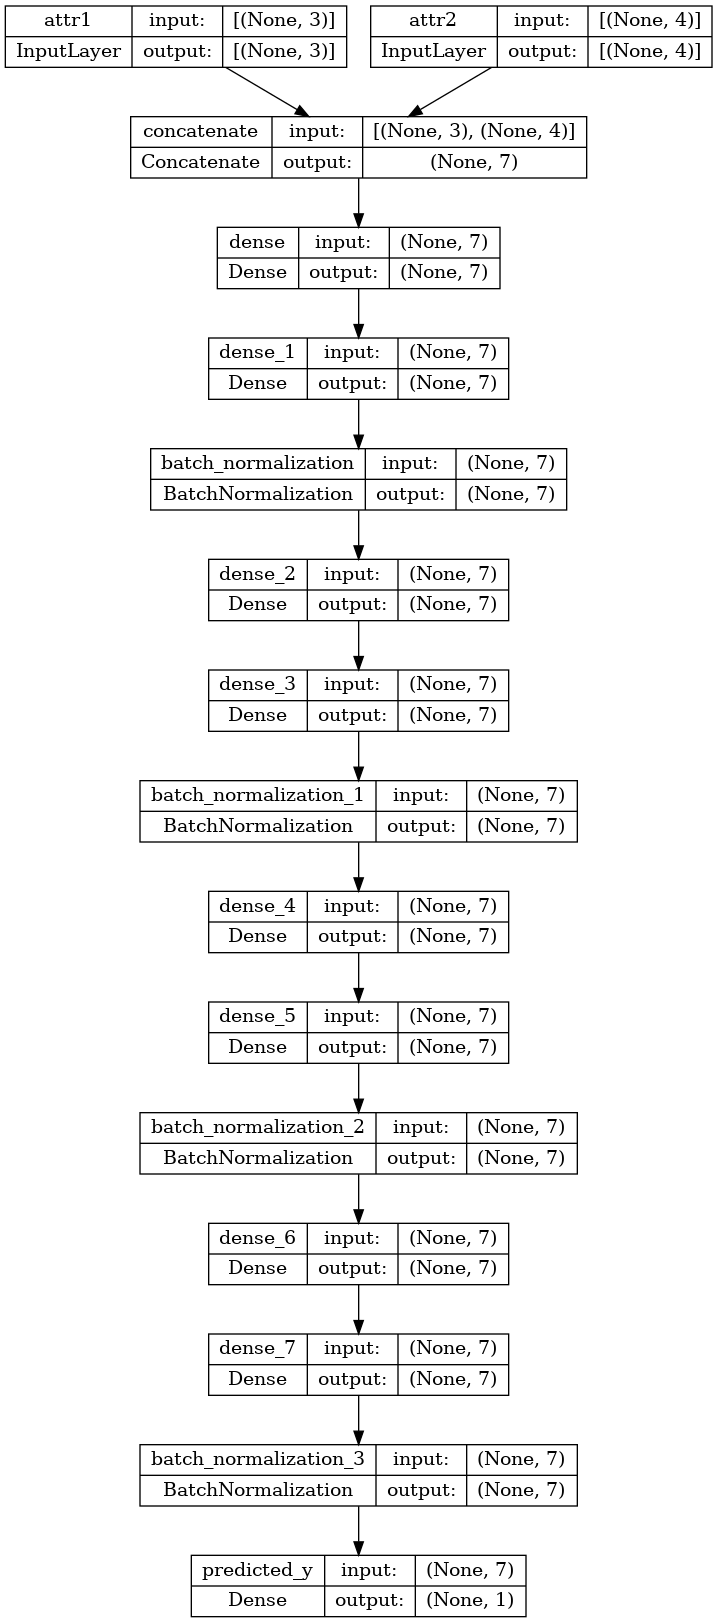 attr1 input: [(None, 3)]
InputLayer output: [(None, 3)]
attr2 input: [(None, 4)]
InputLayer output: [(None, 4)]
concatenate input: [(None, 3), (None, 4)]
Concatenate output: (None, 7)
dense input: (None, 7)
Dense output: (None, 7)
dense_1 input: (None, 7)
Dense output: (None, 7)
batch_normalization input: (None, 7)
BatchNormalization output: (None, 7)
dense_2 input: (None, 7)
Dense output: (None, 7)
dense_3 input: (None, 7)
Dense output: (None, 7)
batch_normalization_1 input: (None, 7)
BatchNormalization output: (None, 7)
dense_4 input: (None, 7)
Dense output: (None, 7)
dense_5 input: (None, 7)
Dense output: (None, 7)
batch_normalization_2 input: (None, 7)
BatchNormalization output: (None, 7)
dense_6 input: (None, 7)
Dense output: (None, 7)
dense_7 input: (None, 7)
Dense output: (None, 7)
batch_normalization_3 input: (None, 7)
BatchNormalization output: (None, 7)
predicted_y input: (None, 7)
Dense output: (None, 1)